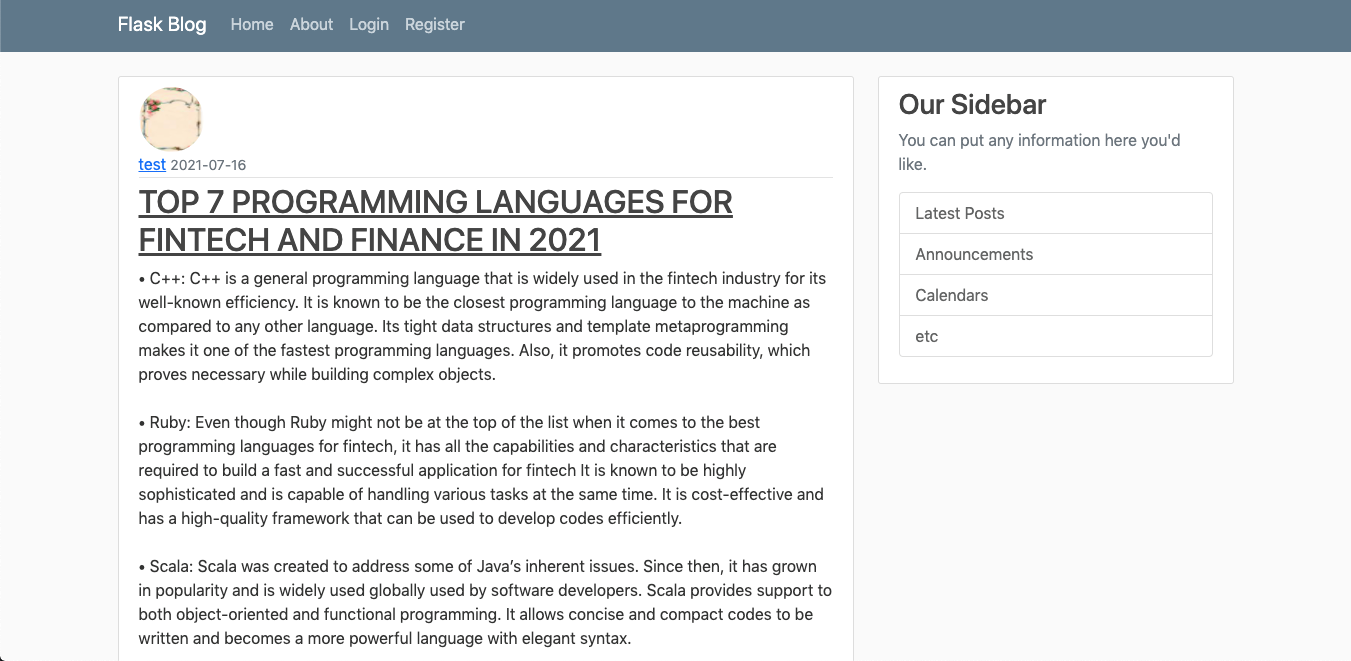 Flask Blog Home About Login Register
test 2021-07-16
TOP 7 PROGRAMMING LANGUAGES FOR
FINTECH AND FINANCE IN 2021
• C++: C++ is a general programming language that is widely used in the fintech industry for its
well-known efficiency. It is known to be the closest programming language to the machine as
compared to any other language. Its tight data structures and template metaprogramming
makes it one of the fastest programming languages. Also, it promotes code reusability, which
proves necessary while building complex objects.
• Ruby: Even though Ruby might not be at the top of the list when it comes to the best
programming languages for fintech, it has all the capabilities and characteristics that are
required to build a fast and successful application for fintech It is known to be highly
sophisticated and is capable of handling various tasks at the same time. It is cost-effective and
has a high-quality framework that can be used to develop codes efficiently.
• Scala: Scala was created to address some of Java’s inherent issues. Since then, it has grown
in popularity and is widely used globally used by software developers. Scala provides support to
both object-oriented and functional programming. It allows concise and compact codes to be
written and becomes a more powerful language with elegant syntax.
Our Sidebar
You can put any information here you'd
like.
Latest Posts
Announcements
Calendars
etc